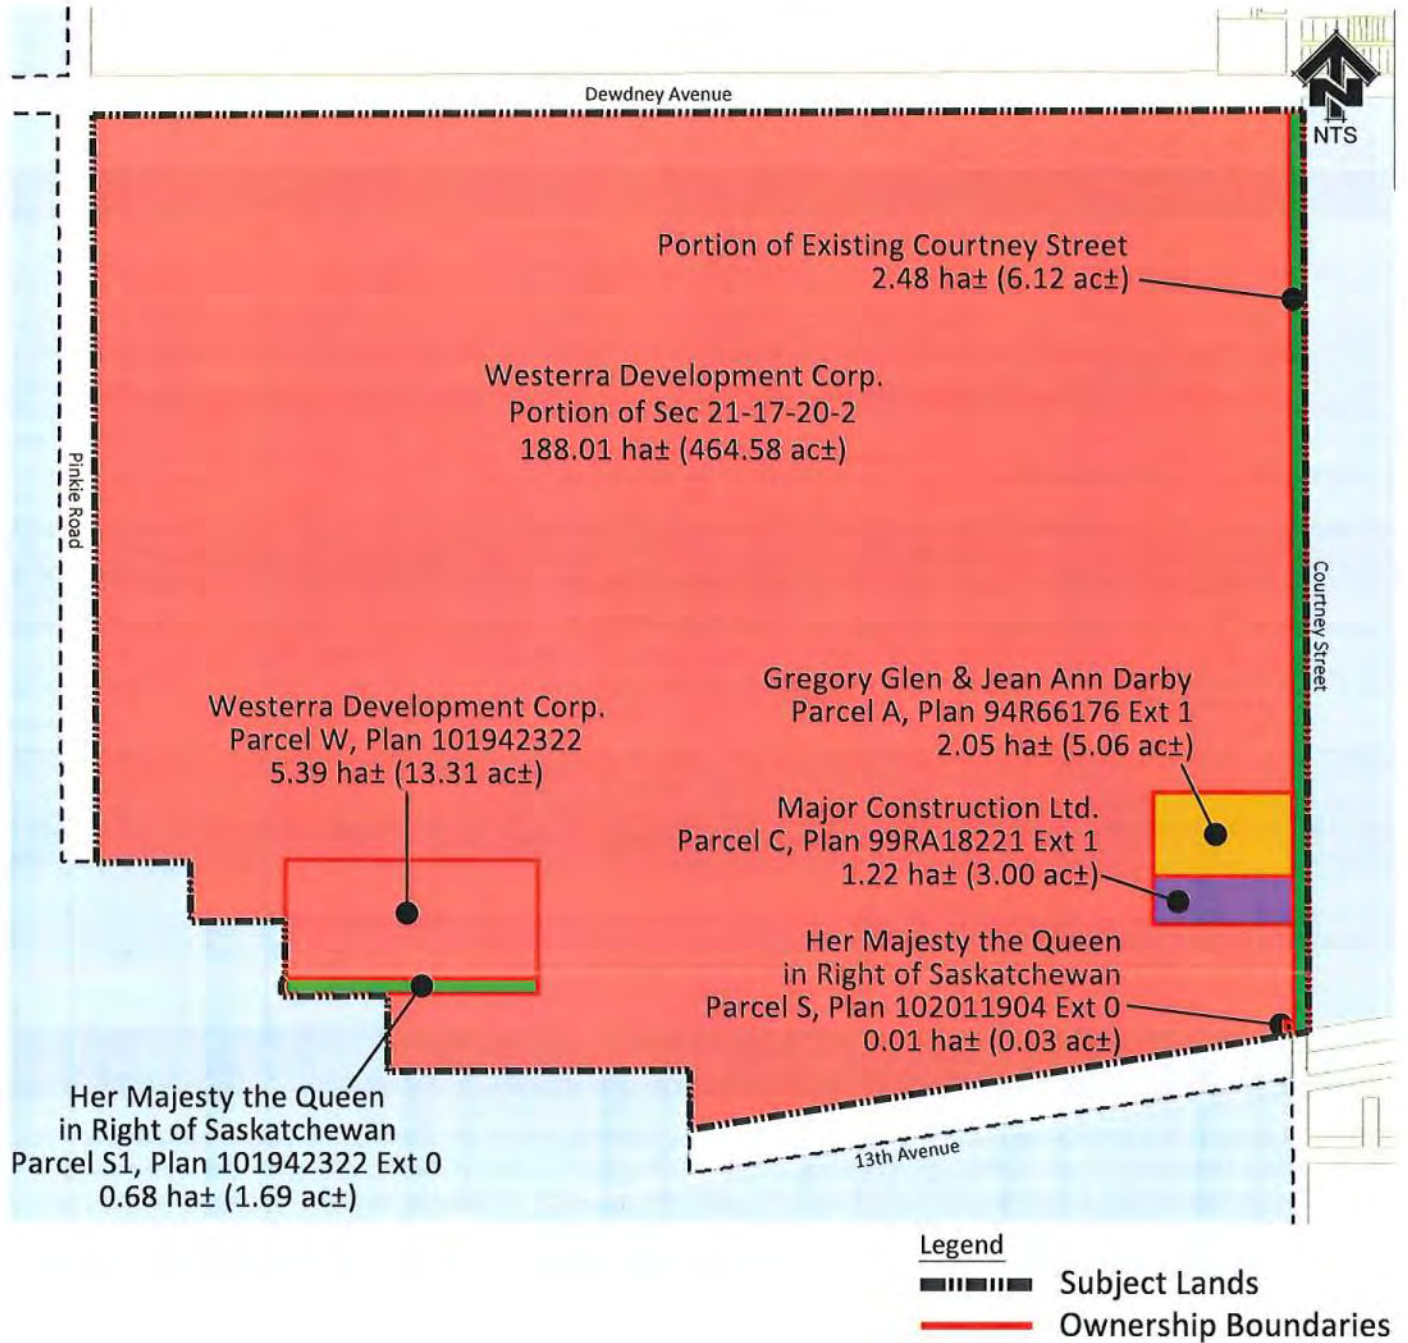 Dewdney Avenue
NTS
Portion of Existing Courtney Street
2.48 ha± (6.12 ac±)
Westerra Development Corp.
Portion of Sec 21-17-20-2
188.01 ha± (464.58 ac±)
Pinkie Road
Courtney Street
Gregory Glen & Jean Ann Darby
Parcel A, Plan 94R66176 Ext 1
2.05 ha± (5.06 ac±)
Westerra Development Corp.
Parcel W, Plan 101942322
5.39 ha± (13.31 ac±)
Major Construction Ltd.
Parcel C, Plan 99RA18221 Ext 1
1.22 ha± (3.00 ac±)
Her Majesty the Queen
in Right of Saskatchewan
Parcel S, Plan 102011904 Ext 0
0.01 ha± (0.03 ac±)
Her Majesty the Queen
in Right of Saskatchewan
Parcel S1, Plan 101942322 Ext 0
0.68 ha± (1.69 ac±)
13th Avenue
Legend
Subject Lands
Ownership Boundaries